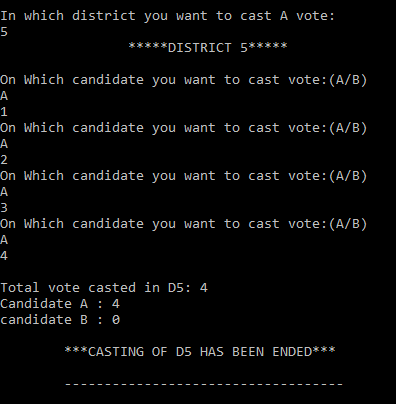 In which district you want to cast A vote:
5
*****DISTRICT 5*****
On Which candidate you want to cast vote:(A/B)
A
1
On Which candidate you want to cast vote:(A/B)
A
2
On Which candidate you want to cast vote:(A/B)
A
3
On Which candidate you want to cast vote:(A/B)
A
4
Total vote casted in D5: 4
Candidate A : 4
candidate B : 0
***CASTING OF D5 HAS BEEN ENDED***
-----------------------------------